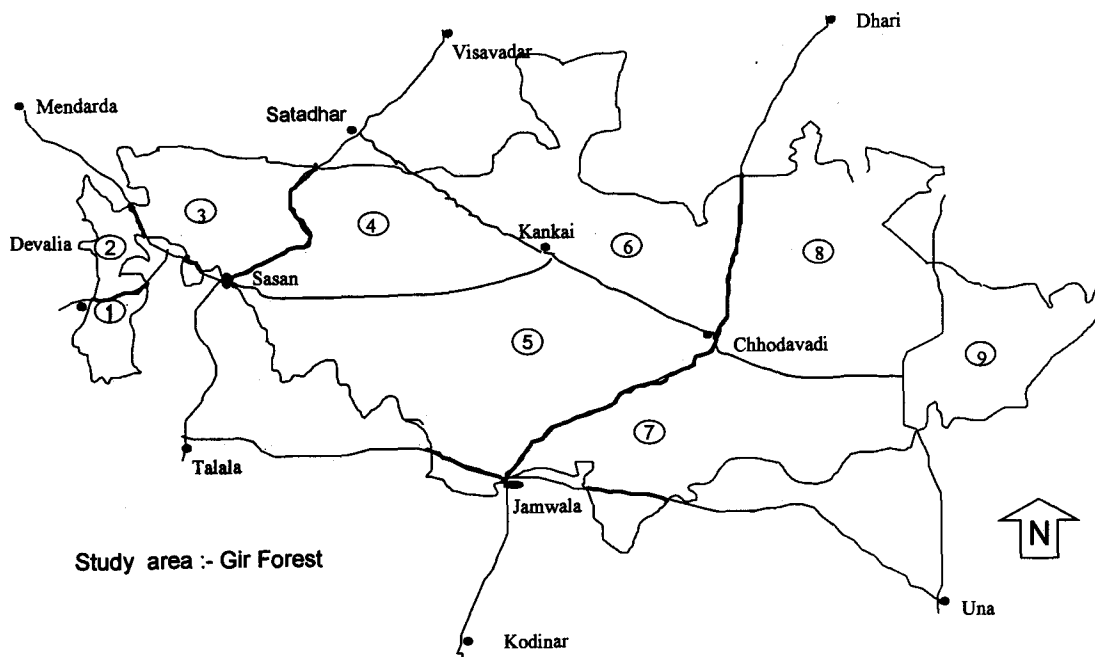 Dhari
Visavadar
Mendarda
Satadhar
3
4
Kankai
6
8
Devalia
2
Sasan
1
5
Chhodavadi
9
7
Talala
Jamwala
N
Study area :- Gir Forest
Una
Kodinar